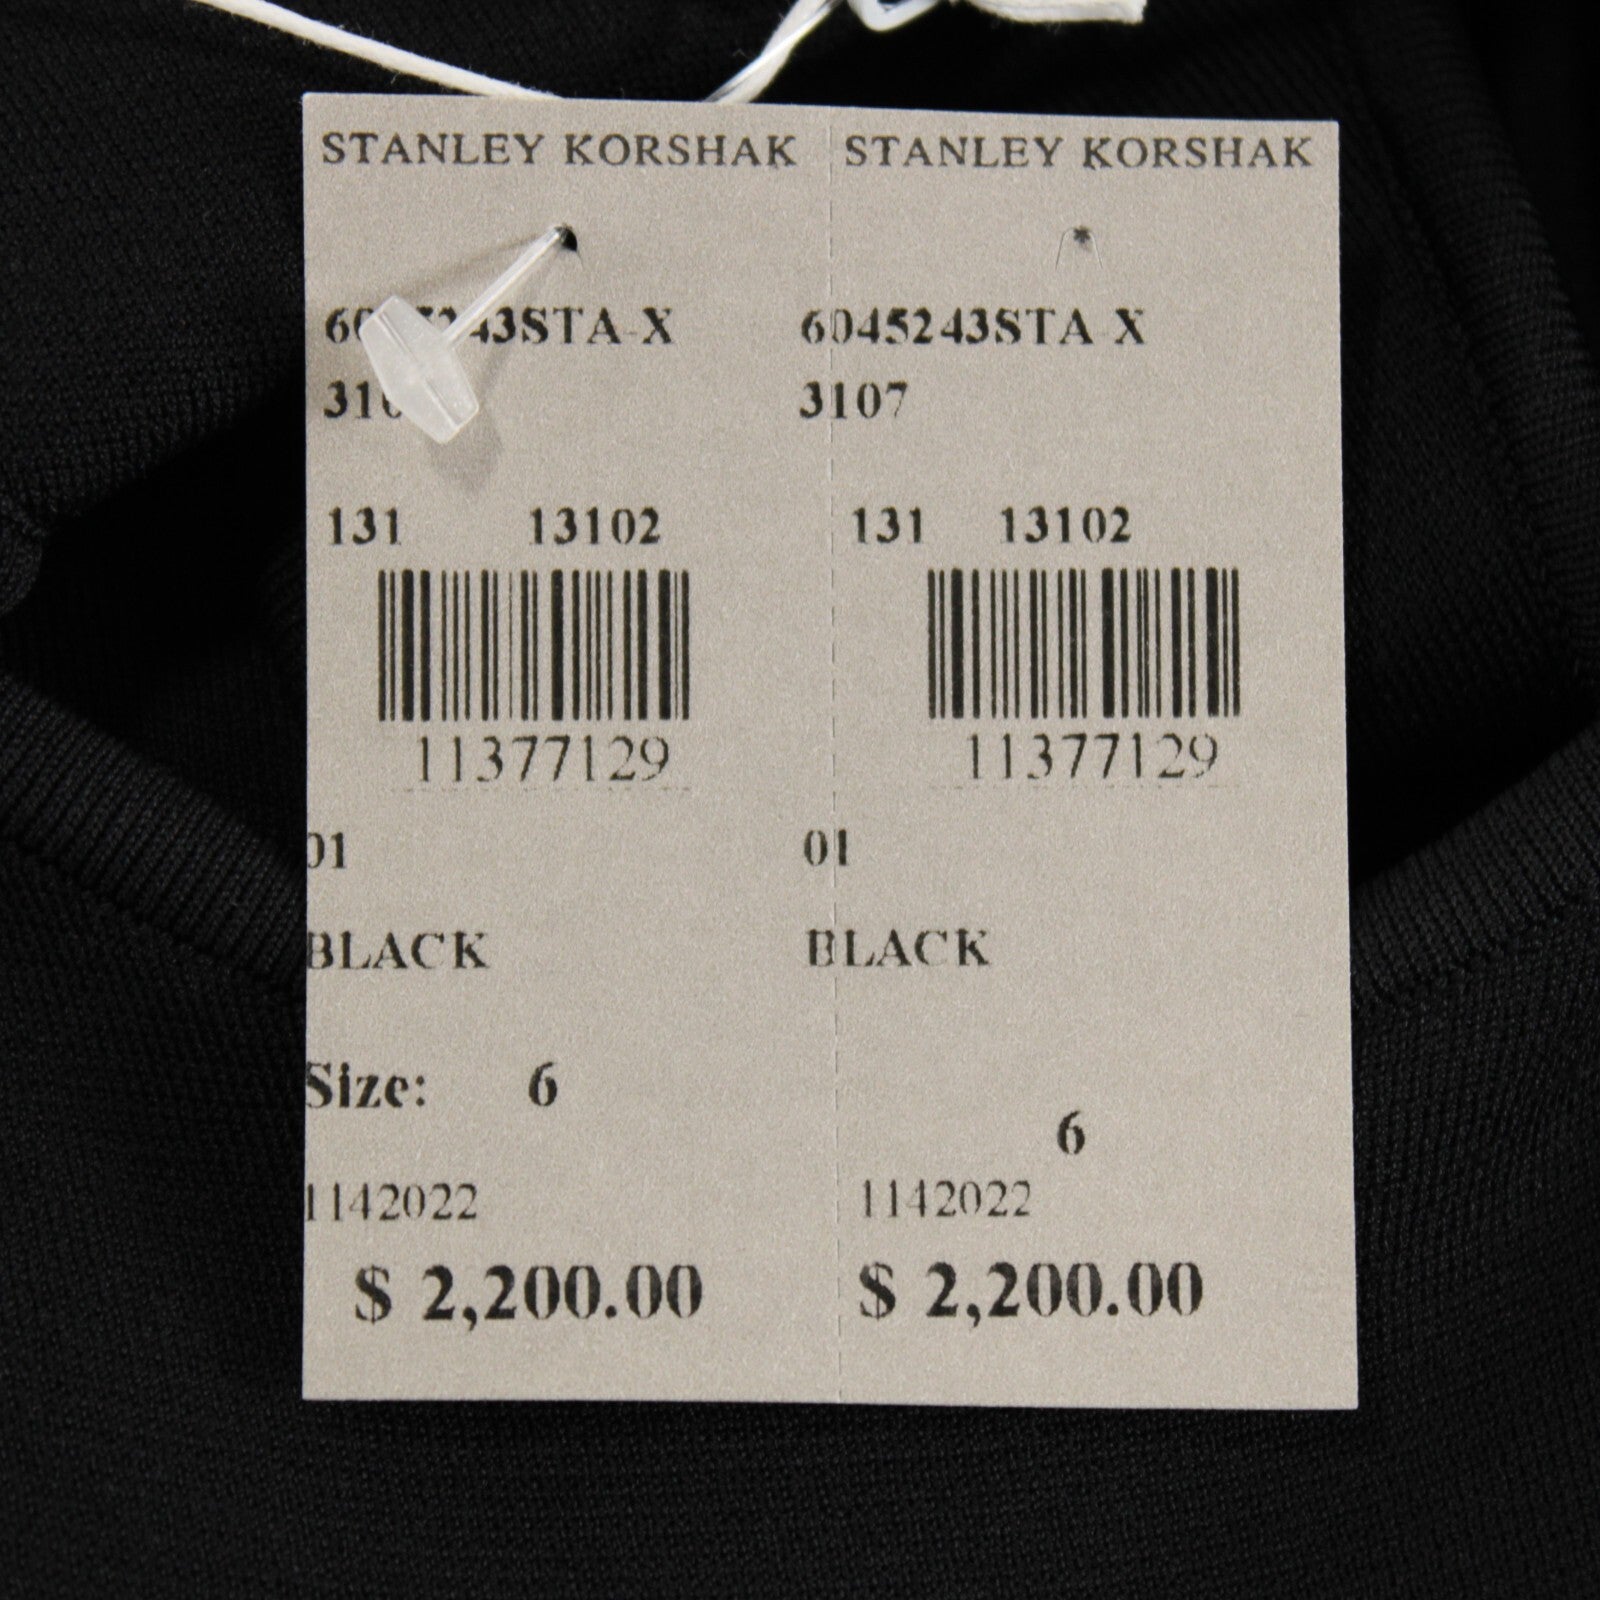 STANLEY KORSHAK
STANLEY KORSHAK
6045243STA-X
3107
131 13102
11377129
01
BLACK
6
1142022
$ 2,200.00
131 13102
11377129
01
BLACK
Size: 6
1142022
$ 2,200.00